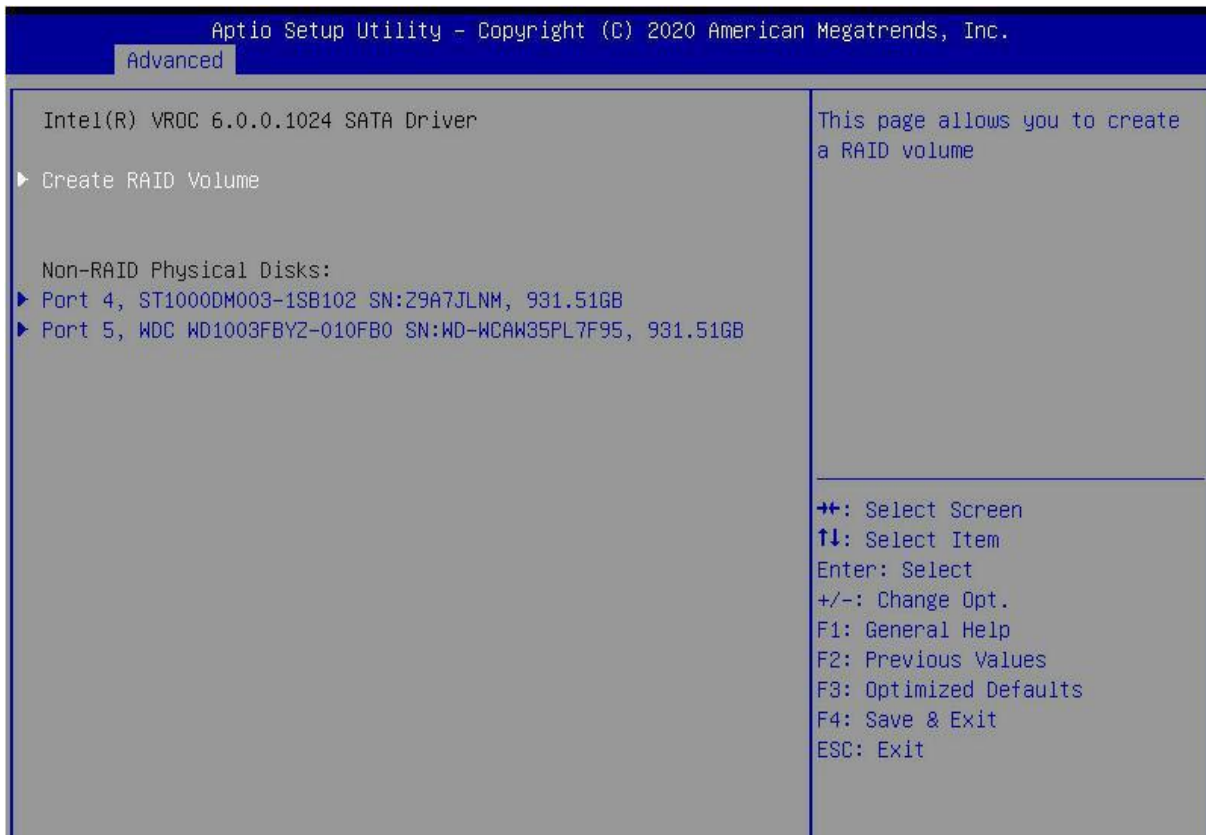 Aptio Setup Utility – Copyright (C) 2020 American Megatrends, Inc.
Advanced
Intel(R) VROC 6.0.0.1024 SATA Driver
Create RAID Volume
Non-RAID Physical Disks:
Port 4, ST1000DM003-1SB102 SN:Z9A7JLNM, 931.51GB
Port 5, WDC WD1003FBYZ-010FB0 SN:WD-WCAW35PL7F95, 931.51GB
This page allows you to create
a RAID volume
→←: Select Screen
↑↓: Select Item
Enter: Select
+/-: Change Opt.
F1: General Help
F2: Previous Values
F3: Optimized Defaults
F4: Save & Exit
ESC: Exit